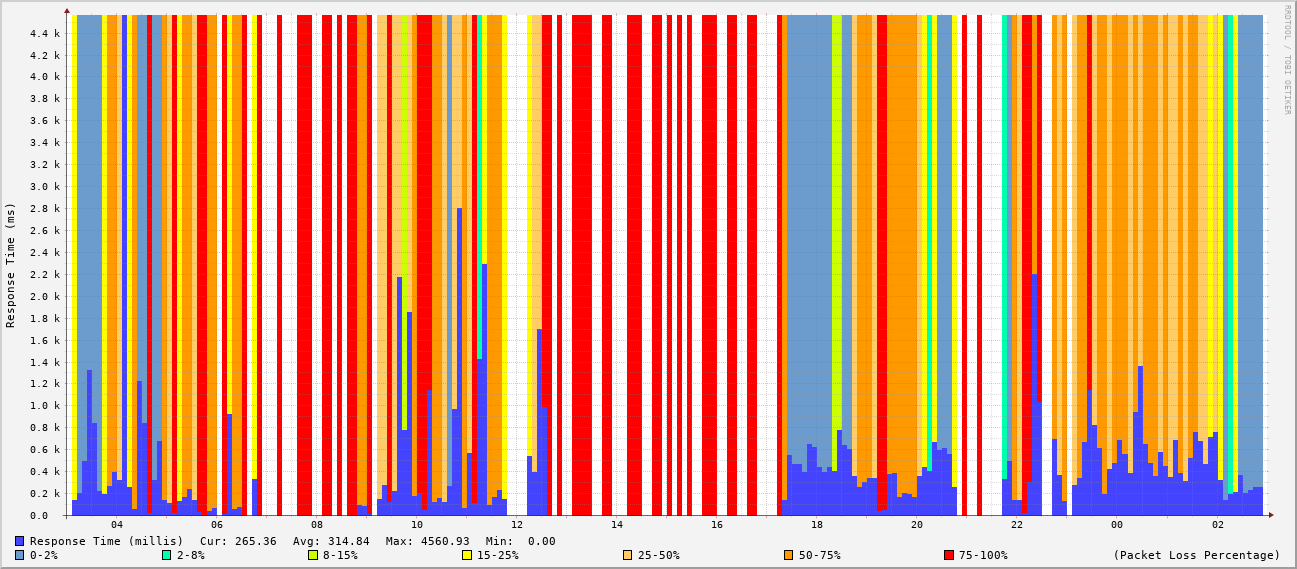 RRDTOOL / TOBI OETIKER
Response Time (ms)
4.4 k
4.2 k
4.0 k
3.8 k
3.6 k
3.4 k
3.2 k
3.0 k
2.8 k
2.6 k
2.4 k
2.2 k
2.0 k
1.8 k
1.6 k
1.4 k
1.2 k
1.0 k
0.8 k
0.6 k
0.4 k
0.2 k
0.0
04 06 08 10 12 14 16 18 20 22 00 02
Response Time (millis) Cur: 265.36 Avg: 314.84 Max: 4560.93 Min: 0.00
0-2% 2-8% 8-15% 15-25% 25-50% 50-75% 75-100% (Packet Loss Percentage)